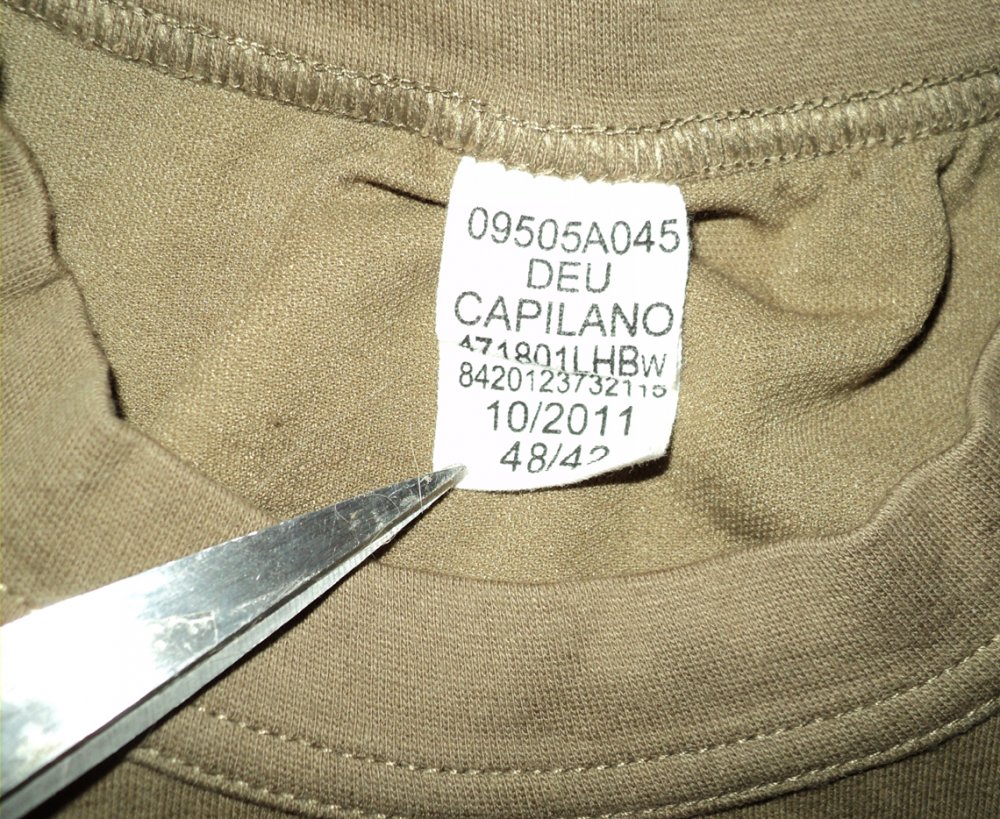 09505A045
DEU
CAPILANO
471801LHBW
8420123732115
10/2011
48/42